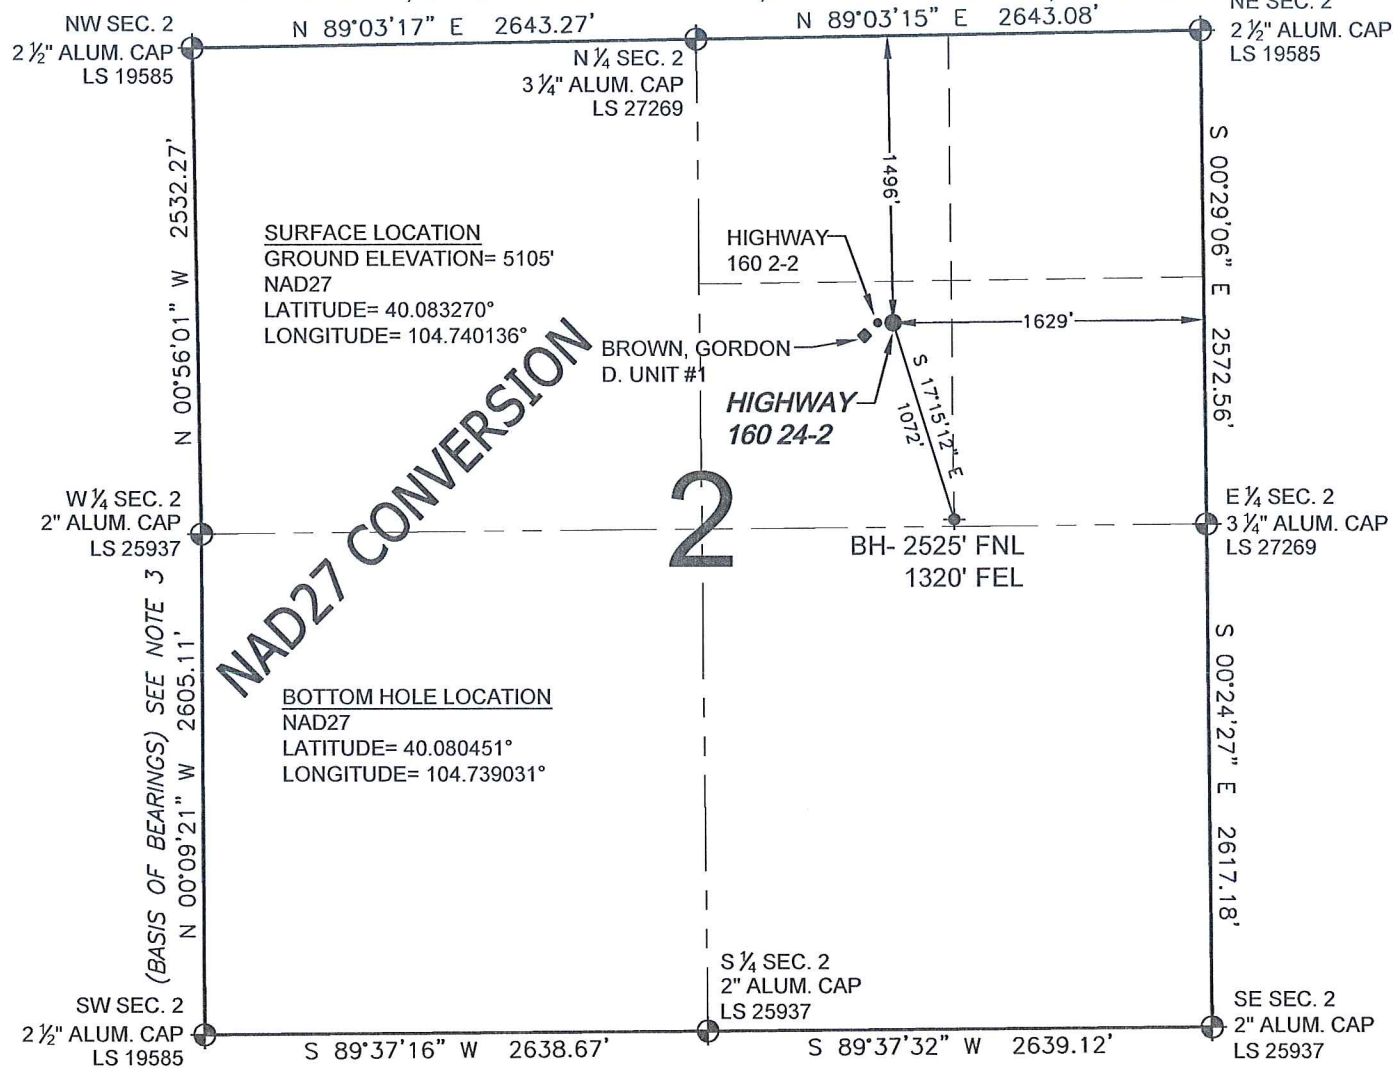 NE SEC. 2
2 ½" ALUM. CAP
LS 19585
NW SEC. 2
2 ½" ALUM. CAP
LS 19585
N 89°03'17" E 2643.27'
N 89°03'15" E 2643.08'
N ¼ SEC. 2
3 ¼" ALUM. CAP
LS 27269
N 00°56'01" W 2532.27'
S 00°29'06" E 2572.56'
1496'
SURFACE LOCATION
GROUND ELEVATION= 5105'
NAD27
LATITUDE= 40.083270°
LONGITUDE= 104.740136°
HIGHWAY
160 2-2
1629'
BROWN, GORDON
D. UNIT #1
HIGHWAY
160 24-2
S 17°15'12" E
1072'
NAD27 CONVERSION
2
W ¼ SEC. 2
2" ALUM. CAP
LS 25937
E ¼ SEC. 2
3 ¼" ALUM. CAP
LS 27269
BH- 2525' FNL
1320' FEL
(BASIS OF BEARINGS) SEE NOTE 3
N 00°09'21" W 2605.11'
S 00°24'27" E 2617.18'
BOTTOM HOLE LOCATION
NAD27
LATITUDE= 40.080451°
LONGITUDE= 104.739031°
S ¼ SEC. 2
2" ALUM. CAP
LS 25937
SW SEC. 2
2 ½" ALUM. CAP
LS 19585
SE SEC. 2
2" ALUM. CAP
LS 25937
S 89°37'16" W 2638.67'
S 89°37'32" W 2639.12'